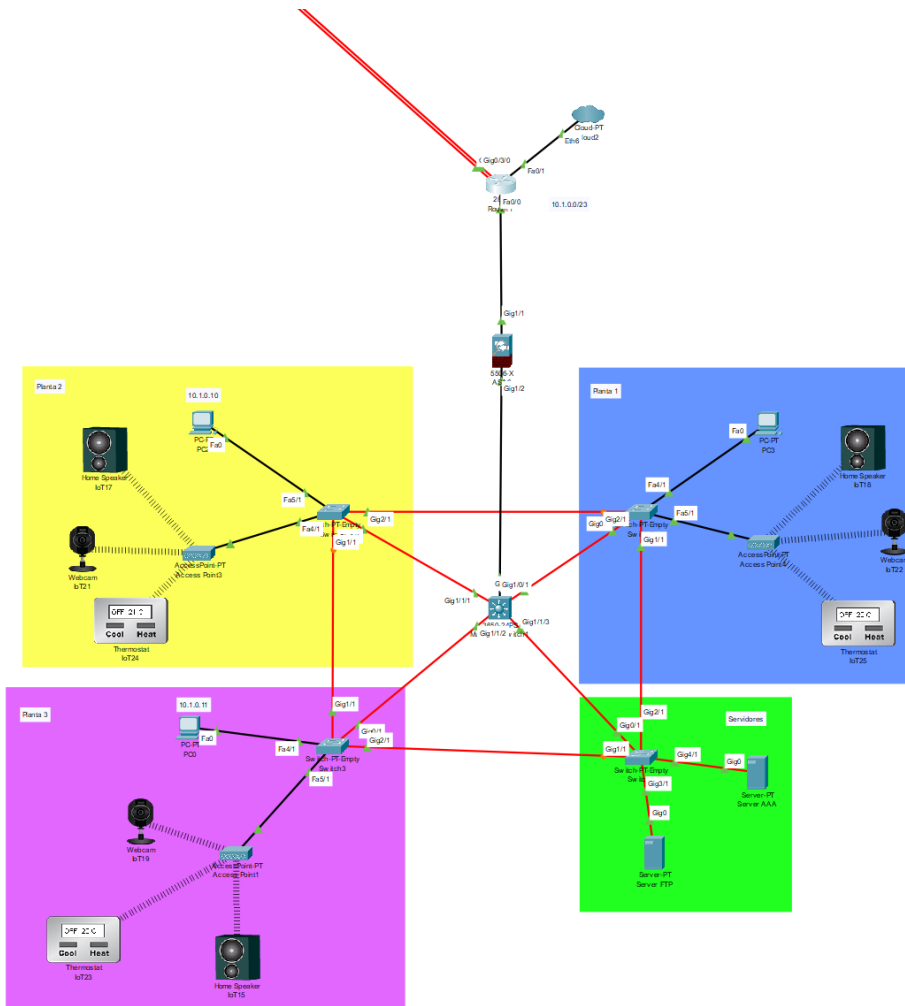 Gig0/3/0
Cloud-PT
loud2
Eth6
Fa0/1
Fa0/0
10.1.0.0/23
Gig1/1
5506-X
Gig1/2
Planta 2
10.1.0.10
Fa0
Home Speaker
IoT17
Fa5/1
Fa4/1
Gig2/1
Gig1/1
Webcam
IoT21
AccessPoint-PT
Access Point3
OFF 21°C
Cool Heat
Thermostat
IoT24
Planta 1
Fa0
PC-PT
PC3
Home Speaker
IoT18
Fa4/1
Fa5/1
Gig0
Gig2/1
Gig1/1
Webcam
IoT22
AccessPoint-PT
OFF 20°C
Cool Heat
Thermostat
IoT25
Gig1/0/1
Gig1/1/1
Gig1/1/2
Gig1/1/3
Planta 3
10.1.0.11
PC-PT
PC0
Fa0
Fa4/1
Fa5/1
Gig1/1
Gig2/1
Switch-PT-Empty
Switch3
Webcam
IoT19
AccessPoint-PT
Access Point1
OFF 20°C
Cool Heat
Thermostat
IoT23
Home Speaker
IoT15
Servidores
Gig2/1
Gig0/1
Gig1/1
Gig4/1
Gig0
Switch-PT-Empty
Gig3/1
Gig0
Server-PT
Server AAA
Server-PT
Server FTP